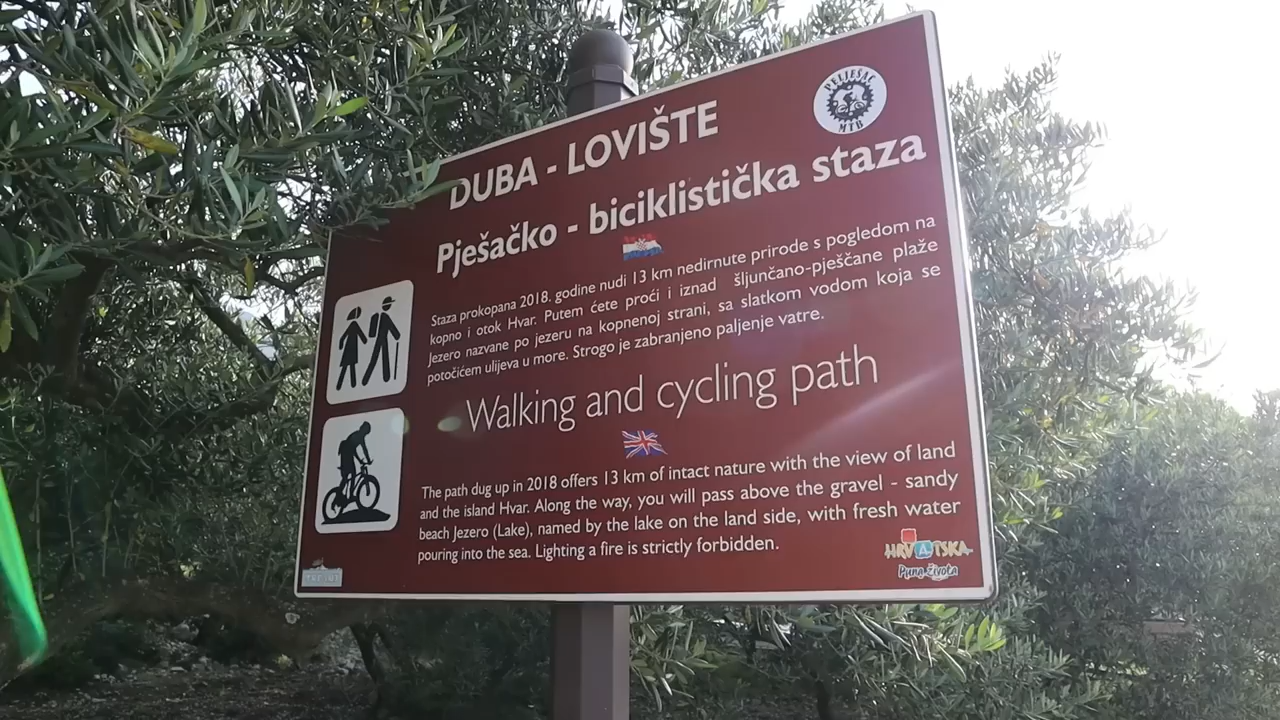 PELJEŠAC
MTB
DUBA - LOVIŠTE
Pješačko - biciklistička staza
Staza prokopana 2018. godine nudi 13 km nedirnute prirode s pogledom na
kopno i otok Hvar. Putem ćete proći i iznad šljunčano-pješčane plaže
Jezero nazvane po jezeru na kopnenoj strani, sa slatkom vodom koja se
potočićem ulijeva u more. Strogo je zabranjeno paljenje vatre.
Walking and cycling path
The path dug up in 2018 offers 13 km of intact nature with the view of land
and the island Hvar. Along the way, you will pass above the gravel - sandy
beach Jezero (Lake), named by the lake on the land side, with fresh water
pouring into the sea. Lighting a fire is strictly forbidden.
HRVATSKA
Puna života